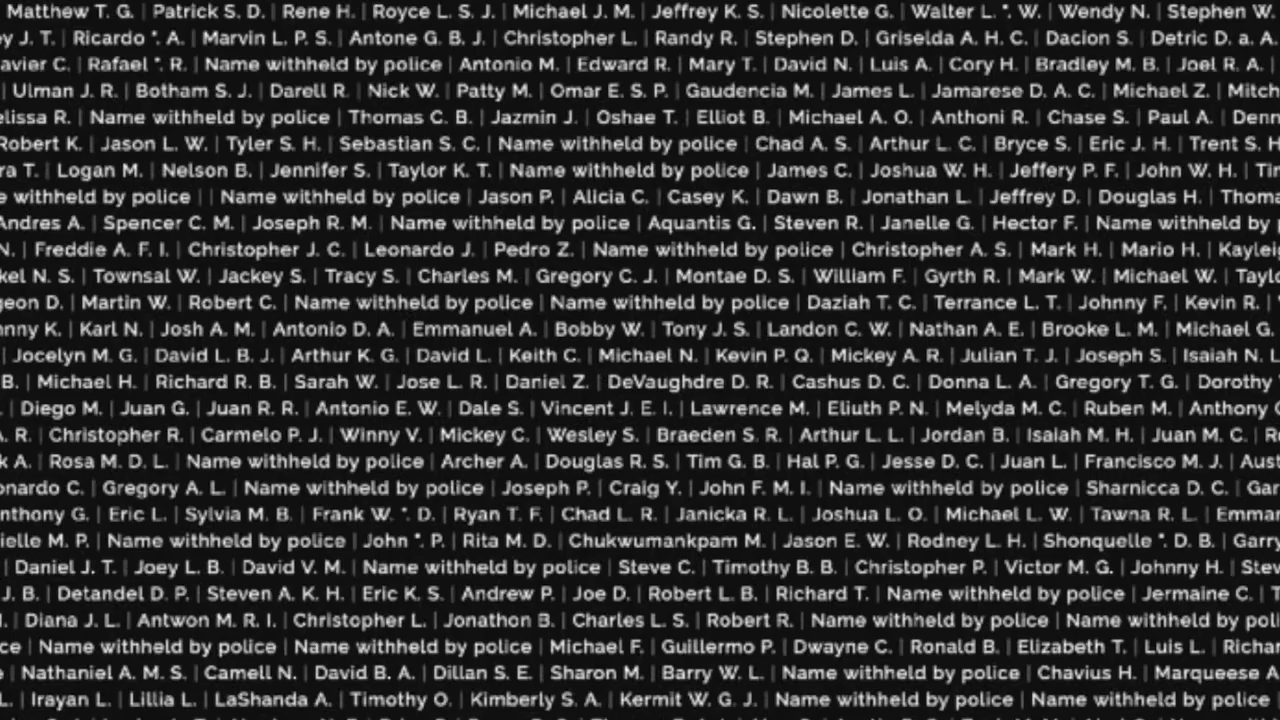 Matthew T. G. | Patrick S. D. | Rene H. | Royce L. S. J. | Michael J. M. | Jeffrey K. S. | Nicolette G. | Walter L. ". W. | Wendy N. | Stephen W.
y J. T. | Ricardo ". A. | Marvin L. P. S. | Antone G. B. J. | Christopher L. | Randy R. | Stephen D. | Griselda A. H. C. | Dacion S. | Detric D. a. A.
avier C. | Rafael ". R. | Name withheld by police | Antonio M. | Edward R. | Mary T. | David N. | Luis A. | Cory H. | Bradley M. B. | Joel R. A. |
| Ulman J. R. | Botham S. J. | Darell R. | Nick W. | Patty M. | Omar E. S. P. | Gaudencia M. | James L. | Jamarese D. A. C. | Michael Z. | Mitch
elissa R. | Name withheld by police | Thomas C. B. | Jazmin J. | Oshae T. | Elliot B. | Michael A. O. | Anthoni R. | Chase S. | Paul A. | Denn
Robert K. | Jason L. W. | Tyler S. H. | Sebastian S. C. | Name withheld by police | Chad A. S. | Arthur L. C. | Bryce S. | Eric J. H. | Trent S. H
ra T. | Logan M. | Nelson B. | Jennifer S. | Taylor K. T. | Name withheld by police | James C. | Joshua W. H. | Jeffery P. F. | John W. H. | Tim
e withheld by police | | Name withheld by police | Jason P. | Alicia C. | Casey K. | Dawn B. | Jonathan L. | Jeffrey D. | Douglas H. | Thoma
Andres A. | Spencer C. M. | Joseph R. M. | Name withheld by police | Aquantis G. | Steven R. | Janelle G. | Hector F. | Name withheld by
N. | Freddie A. F. I. | Christopher J. C. | Leonardo J. | Pedro Z. | Name withheld by police | Christopher A. S. | Mark H. | Mario H. | Kaylei
kel N. S. | Townsal W. | Jackey S. | Tracy S. | Charles M. | Gregory C. J. | Montae D. S. | William F. | Gyrth R. | Mark W. | Michael W. | Taylo
geon D. | Martin W. | Robert C. | Name withheld by police | Name withheld by police | Daziah T. C. | Terrance L. T. | Johnny F. | Kevin R. |
nny K. | Karl N. | Josh A. M. | Antonio D. A. | Emmanuel A. | Bobby W. | Tony J. S. | Landon C. W. | Nathan A. E. | Brooke L. M. | Michael G.
| Jocelyn M. G. | David L. B. J. | Arthur K. G. | David L. | Keith C. | Michael N. | Kevin P. Q. | Mickey A. R. | Julian T. J. | Joseph S. | Isaiah N. L
B. | Michael H. | Richard R. B. | Sarah W. | Jose L. R. | Daniel Z. | DeVaughdre D. R. | Cashus D. C. | Donna L. A. | Gregory T. G. | Dorothy
. | Diego M. | Juan G. | Juan R. R. | Antonio E. W. | Dale S. | Vincent J. E. I. | Lawrence M. | Eliuth P. N. | Melyda M. C. | Ruben M. | Anthony
. R. | Christopher R. | Carmelo P. J. | Winny V. | Mickey C. | Wesley S. | Braeden S. R. | Arthur L. L. | Jordan B. | Isaiah M. H. | Juan M. C. | R
k A. | Rosa M. D. L. | Name withheld by police | Archer A. | Douglas R. S. | Tim G. B. | Hal P. G. | Jesse D. C. | Juan L. | Francisco M. J. | Aust
onardo C. | Gregory A. L. | Name withheld by police | Joseph P. | Craig Y. | John F. M. I. | Name withheld by police | Sharnicca D. C. | Gar
nthony G. | Eric L. | Sylvia M. B. | Frank W. ". D. | Ryan T. F. | Chad L. R. | Janicka R. L. | Joshua L. O. | Michael L. W. | Tawna R. L. | Emmar
ielle M. P. | Name withheld by police | John ". P. | Rita M. D. | Chukwumankpam M. | Jason E. W. | Rodney L. H. | Shonquelle ". D. B. | Garry
| Daniel J. T. | Joey L. B. | David V. M. | Name withheld by police | Steve C. | Timothy B. B. | Christopher P. | Victor M. G. | Johnny H. | Stev
J. B. | Detandel D. P. | Steven A. K. H. | Eric K. S. | Andrew P. | Joe D. | Robert L. B. | Richard T. | Name withheld by police | Jermaine C. | T
. | Diana J. L. | Antwon M. R. I. | Christopher L. | Jonathon B. | Charles L. S. | Robert R. | Name withheld by police | Name withheld by poli
ce | Name withheld by police | Name withheld by police | Michael F. | Guillermo P. | Dwayne C. | Ronald B. | Elizabeth T. | Luis L. | Richar
| Nathaniel A. M. S. | Camell N. | David B. A. | Dillan S. E. | Sharon M. | Barry W. L. | Name withheld by police | Chavius H. | Marqueese A
L. | Irayan L. | Lillia L. | LaShanda A. | Timothy O. | Kimberly S. A. | Kermit W. G. J. | Name withheld by police | Name withheld by police